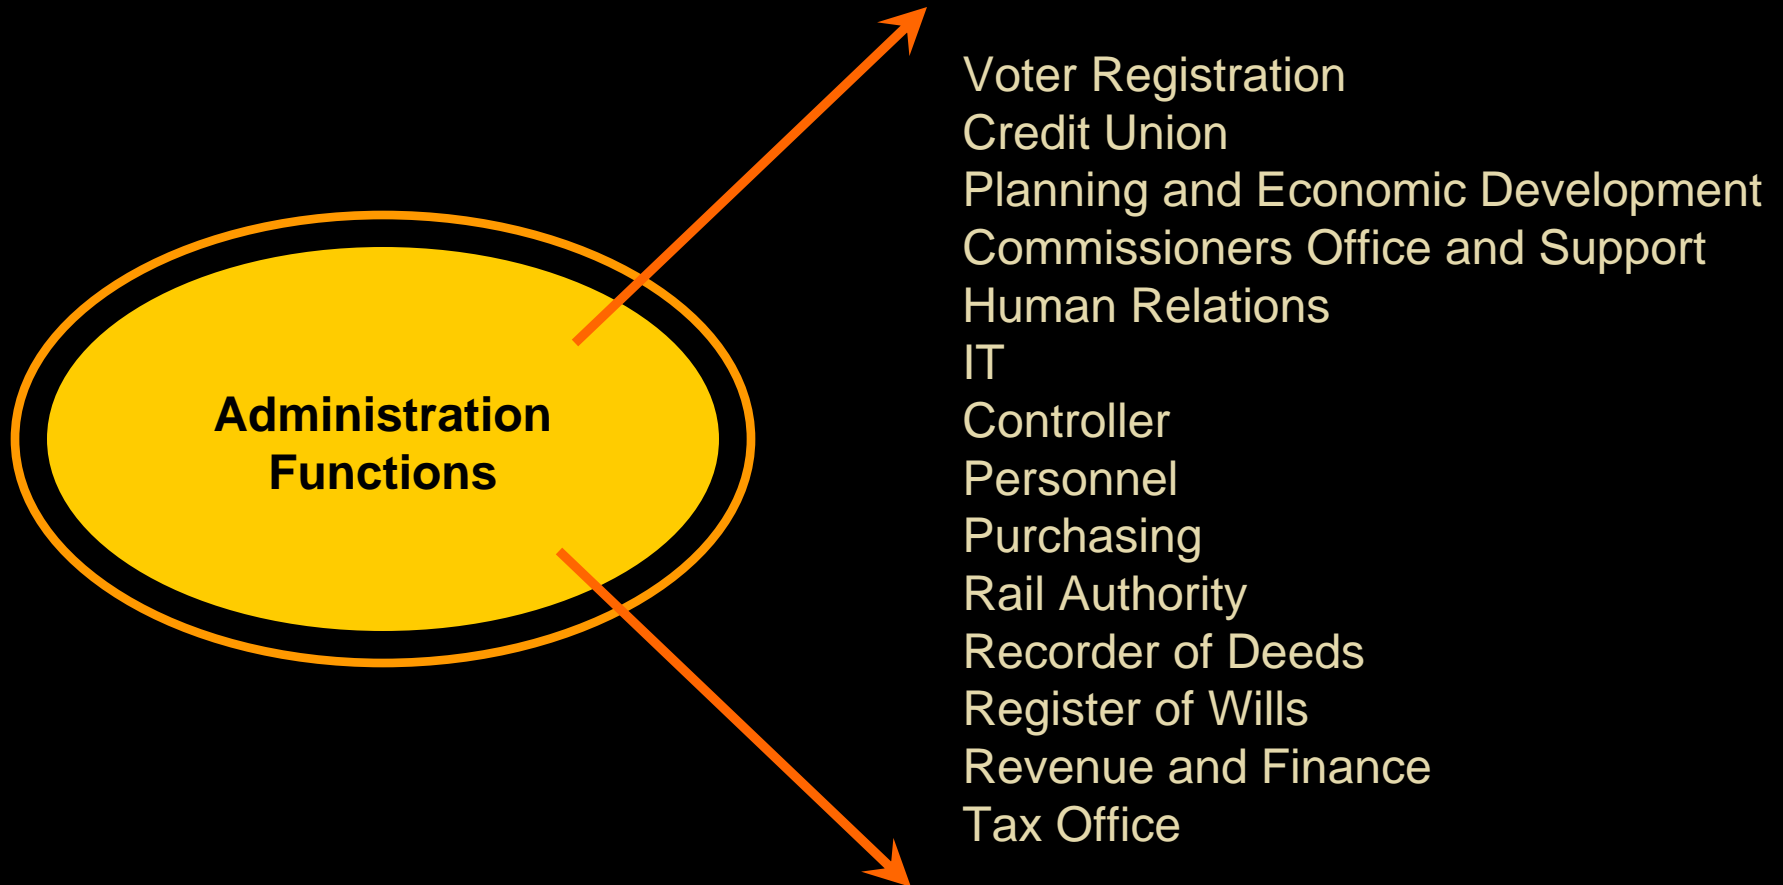 Administration
Functions
Voter Registration
Credit Union
Planning and Economic Development
Commissioners Office and Support
Human Relations
IT
Controller
Personnel
Purchasing
Rail Authority
Recorder of Deeds
Register of Wills
Revenue and Finance
Tax Office